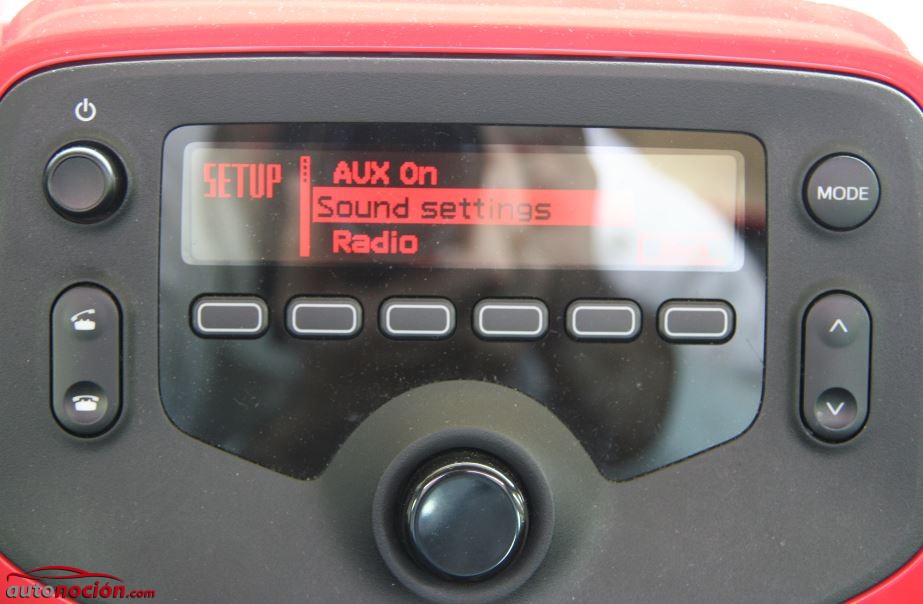 SETUP
AUX On
Sound settings
Radio
MODE
autonoción.com